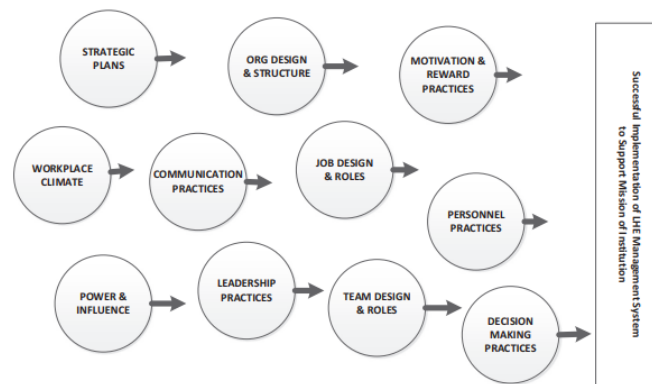 STRATEGIC
PLANS
ORG DESIGN
& STRUCTURE
MOTIVATION &
REWARD
PRACTICES
WORKPLACE
CLIMATE
COMMUNICATION
PRACTICES
JOB DESIGN
& ROLES
PERSONNEL
PRACTICES
POWER &
INFLUENCE
LEADERSHIP
PRACTICES
TEAM DESIGN
& ROLES
DECISION
MAKING
PRACTICES
Successful Implementation of LHE Management System
to Support Mission of Institution